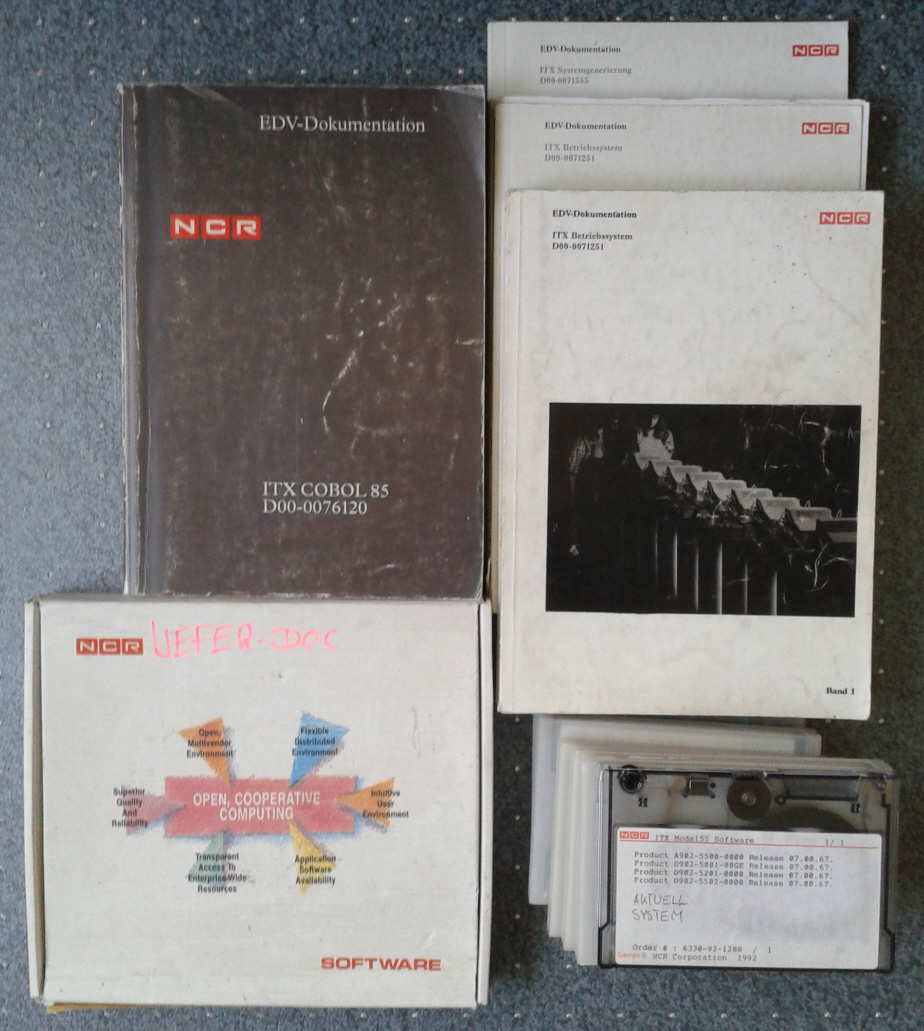 EDV-Dokumentation
NCR
ITX COBOL 85
D00-0076120
EDV-Dokumentation
NCR
ITX Systemgenerierung
D00-0071555
EDV-Dokumentation
NCR
ITX Betriebssystem
D00-0071251
EDV-Dokumentation
NCR
ITX Betriebssystem
D00-0071251
Band 1
NCR
LIEFER-DOC
Open,
Multivendor
Environment
Flexible
Distributed
Environment
Superior
Quality
And
Reliability
OPEN, COOPERATIVE
COMPUTING
Intuitive
User
Environment
Transparent
Access To
Enterprise-Wide
Resources
Application
Software
Availability
SOFTWARE
NCR ITX Model55 Software 1/ 1
Product A902-5500-0000 Release 07.00.67.
Product D902-5001-00GE Release 07.00.67.
Product D902-5201-0000 Release 07.00.67.
Product D902-5502-0000 Release 07.00.67.
AKTUELL
SYSTEM
Order # : 6330-92-1288 / 1
Copyright © NCR Corporation 1992